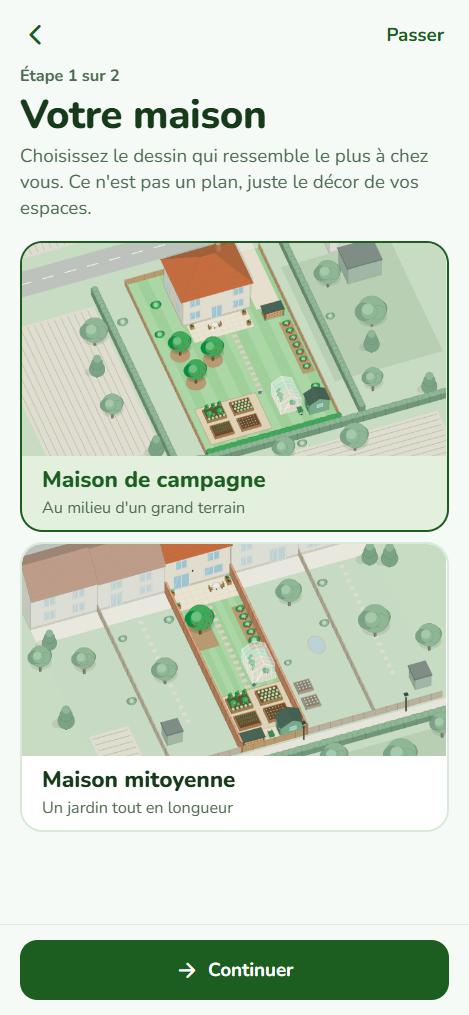 Passer
Étape 1 sur 2
Votre maison
Choisissez le dessin qui ressemble le plus à chez
vous. Ce n'est pas un plan, juste le décor de vos
espaces.
Maison de campagne
Au milieu d'un grand terrain
Maison mitoyenne
Un jardin tout en longueur
Continuer